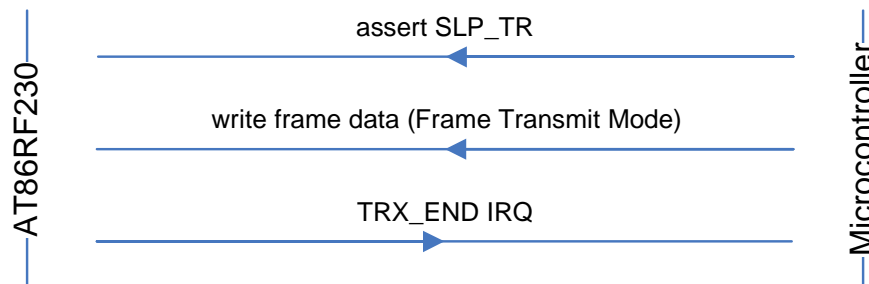 assert SLP_TR
AT86RF230
write frame data (Frame Transmit Mode)
Microcontroller
TRX_END IRQ